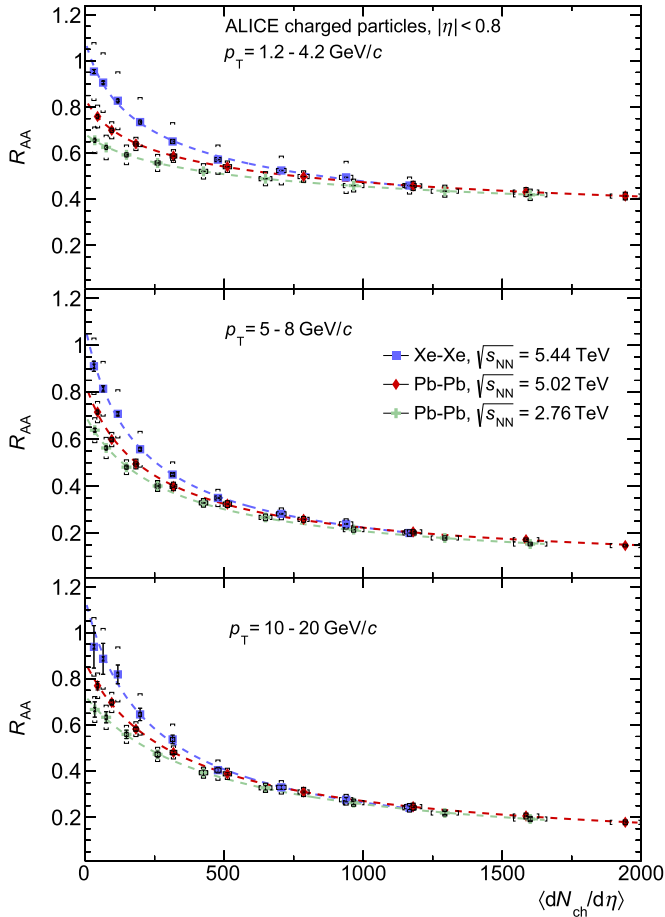 ALICE charged particles, |η| < 0.8
p_T = 1.2 - 4.2 GeV/c
1.2
1
0.8
0.6
0.4
0.2
R_AA
p_T = 5 - 8 GeV/c
Xe-Xe, √s_NN = 5.44 TeV
Pb-Pb, √s_NN = 5.02 TeV
Pb-Pb, √s_NN = 2.76 TeV
1.2
1
0.8
0.6
0.4
0.2
R_AA
p_T = 10 - 20 GeV/c
1.2
1
0.8
0.6
0.4
0.2
R_AA
0 500 1000 1500 2000
⟨dN_ch/dη⟩